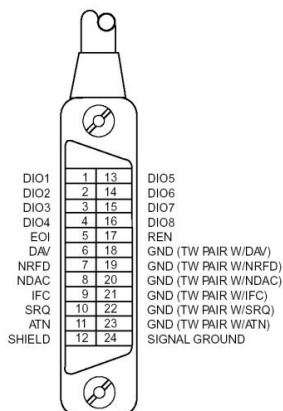 DIO1 1 13 DIO5
DIO2 2 14 DIO6
DIO3 3 15 DIO7
DIO4 4 16 DIO8
EOI 5 17 REN
DAV 6 18 GND (TW PAIR W/DAV)
NRFD 7 19 GND (TW PAIR W/NRFD)
NDAC 8 20 GND (TW PAIR W/NDAC)
IFC 9 21 GND (TW PAIR W/IFC)
SRQ 10 22 GND (TW PAIR W/SRQ)
ATN 11 23 GND (TW PAIR W/ATN)
SHIELD 12 24 SIGNAL GROUND